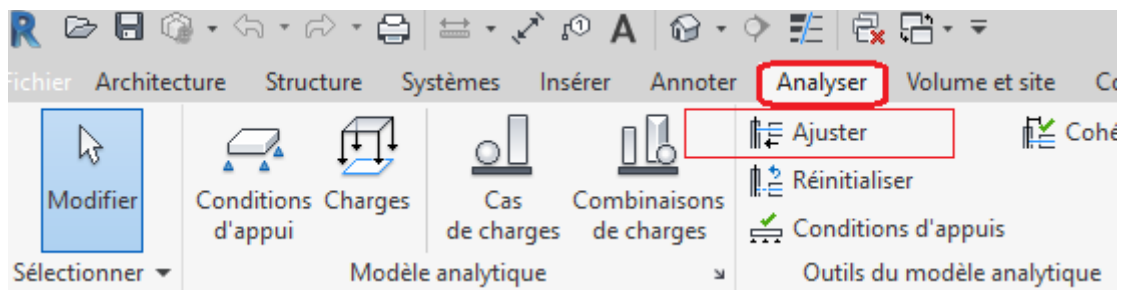 Fichier Architecture Structure Systèmes Insérer Annoter Analyser Volume et site
Modifier
Conditions d'appui
Charges
Cas de charges
Combinaisons de charges
Ajuster
Réinitialiser
Conditions d'appuis
Sélectionner
Modèle analytique
Outils du modèle analytique